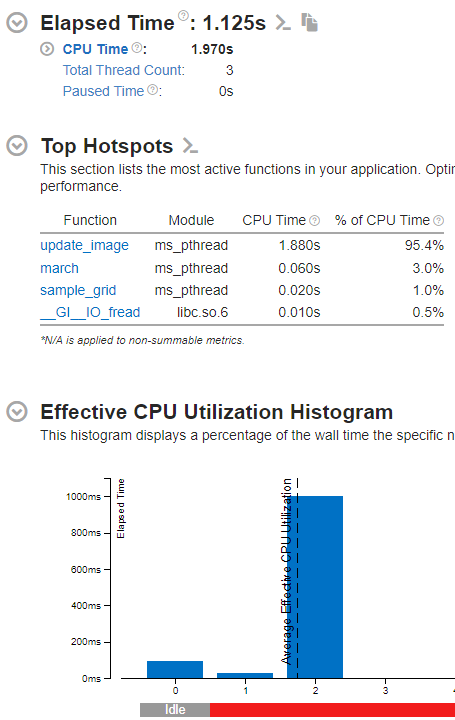 Elapsed Time ?: 1.125s
CPU Time ?: 1.970s
Total Thread Count: 3
Paused Time ?: 0s
Top Hotspots
This section lists the most active functions in your application. Optir
performance.
Function Module CPU Time ? % of CPU Time ?
update_image ms_pthread 1.880s 95.4%
march ms_pthread 0.060s 3.0%
sample_grid ms_pthread 0.020s 1.0%
__GI__IO_fread libc.so.6 0.010s 0.5%
*N/A is applied to non-summable metrics.
Effective CPU Utilization Histogram
This histogram displays a percentage of the wall time the specific n
Elapsed Time
Average Effective CPU Utilization
1000ms
800ms
600ms
400ms
200ms
0ms
0 1 2 3 4
Idle